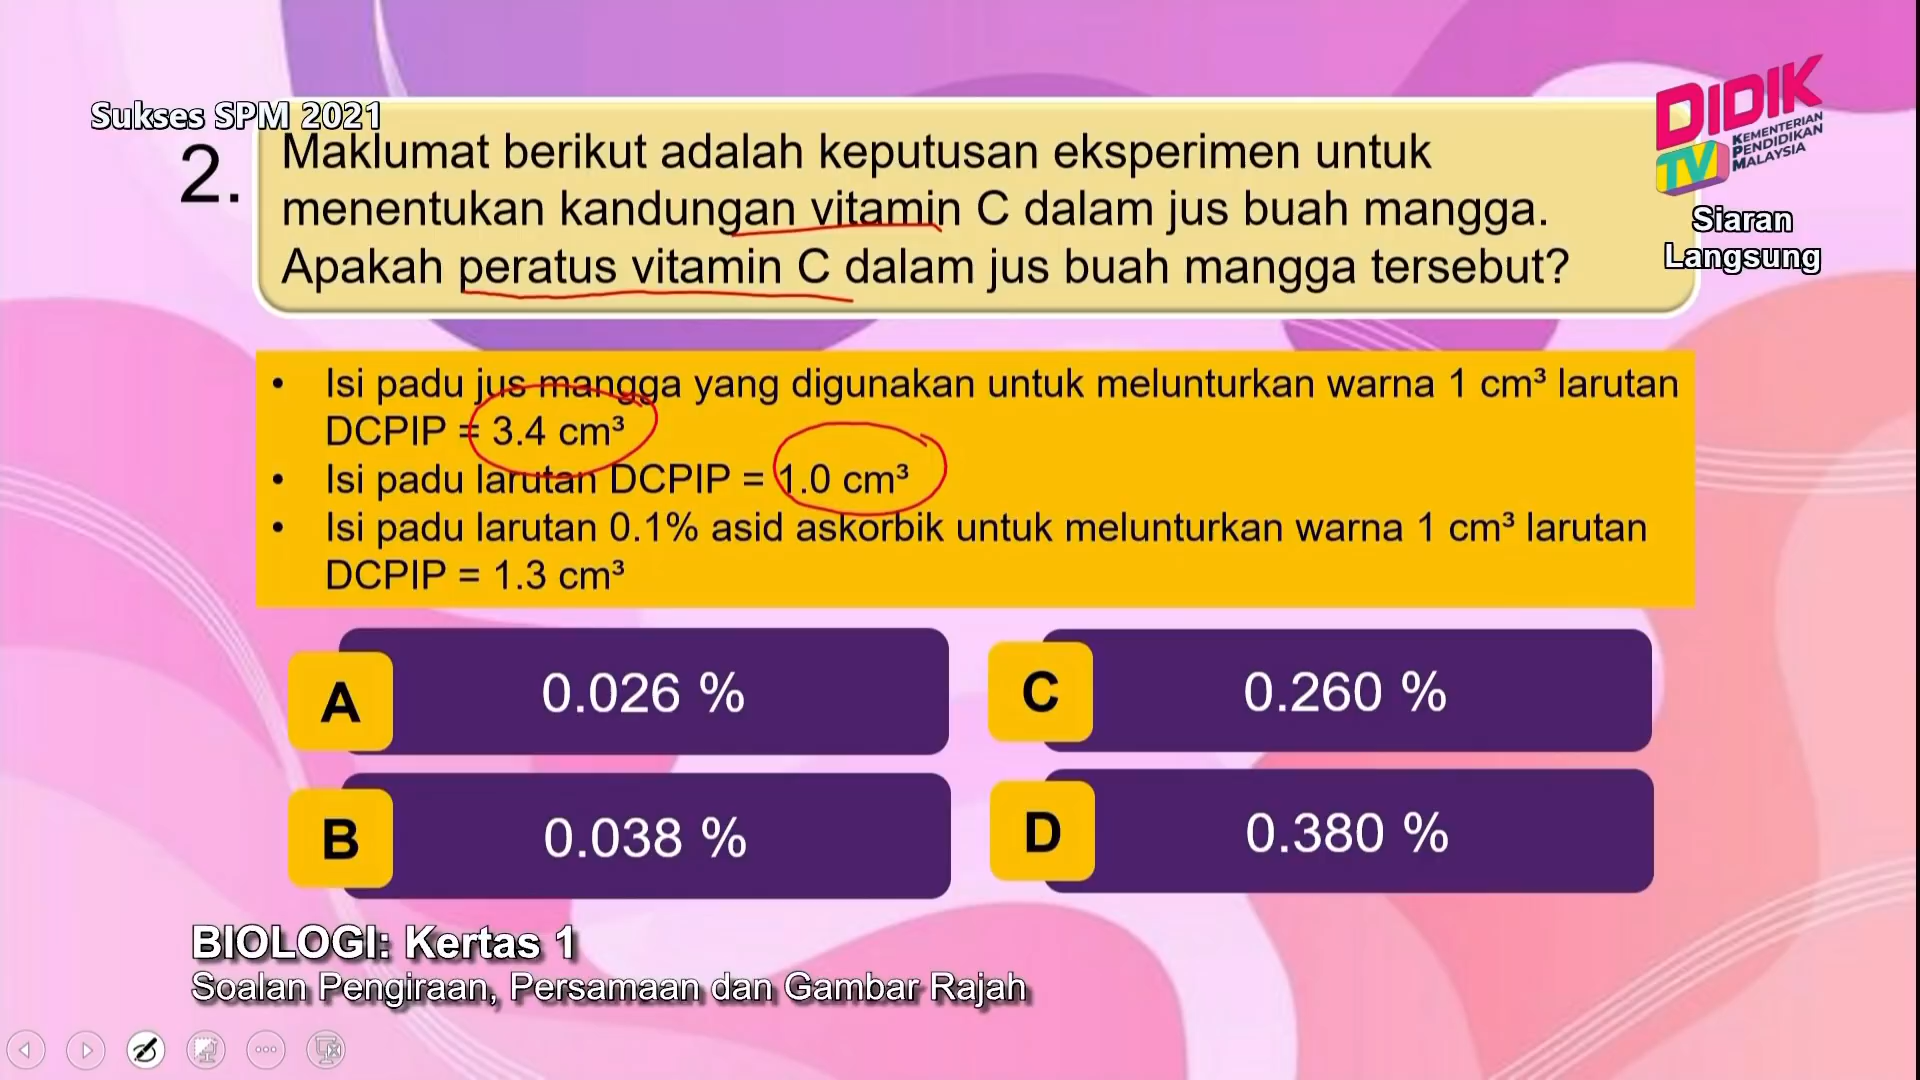 Sukses SPM 2021
DIDIK
TV
KEMENTERIAN
PENDIDIKAN
MALAYSIA
Siaran
Langsung
2.
Maklumat berikut adalah keputusan eksperimen untuk
menentukan kandungan vitamin C dalam jus buah mangga.
Apakah peratus vitamin C dalam jus buah mangga tersebut?
• Isi padu jus mangga yang digunakan untuk melunturkan warna 1 cm³ larutan
DCPIP = 3.4 cm³
• Isi padu larutan DCPIP = 1.0 cm³
• Isi padu larutan 0.1% asid askorbik untuk melunturkan warna 1 cm³ larutan
DCPIP = 1.3 cm³
A 0.026 %
C 0.260 %
B 0.038 %
D 0.380 %
BIOLOGI: Kertas 1
Soalan Pengiraan, Persamaan dan Gambar Rajah